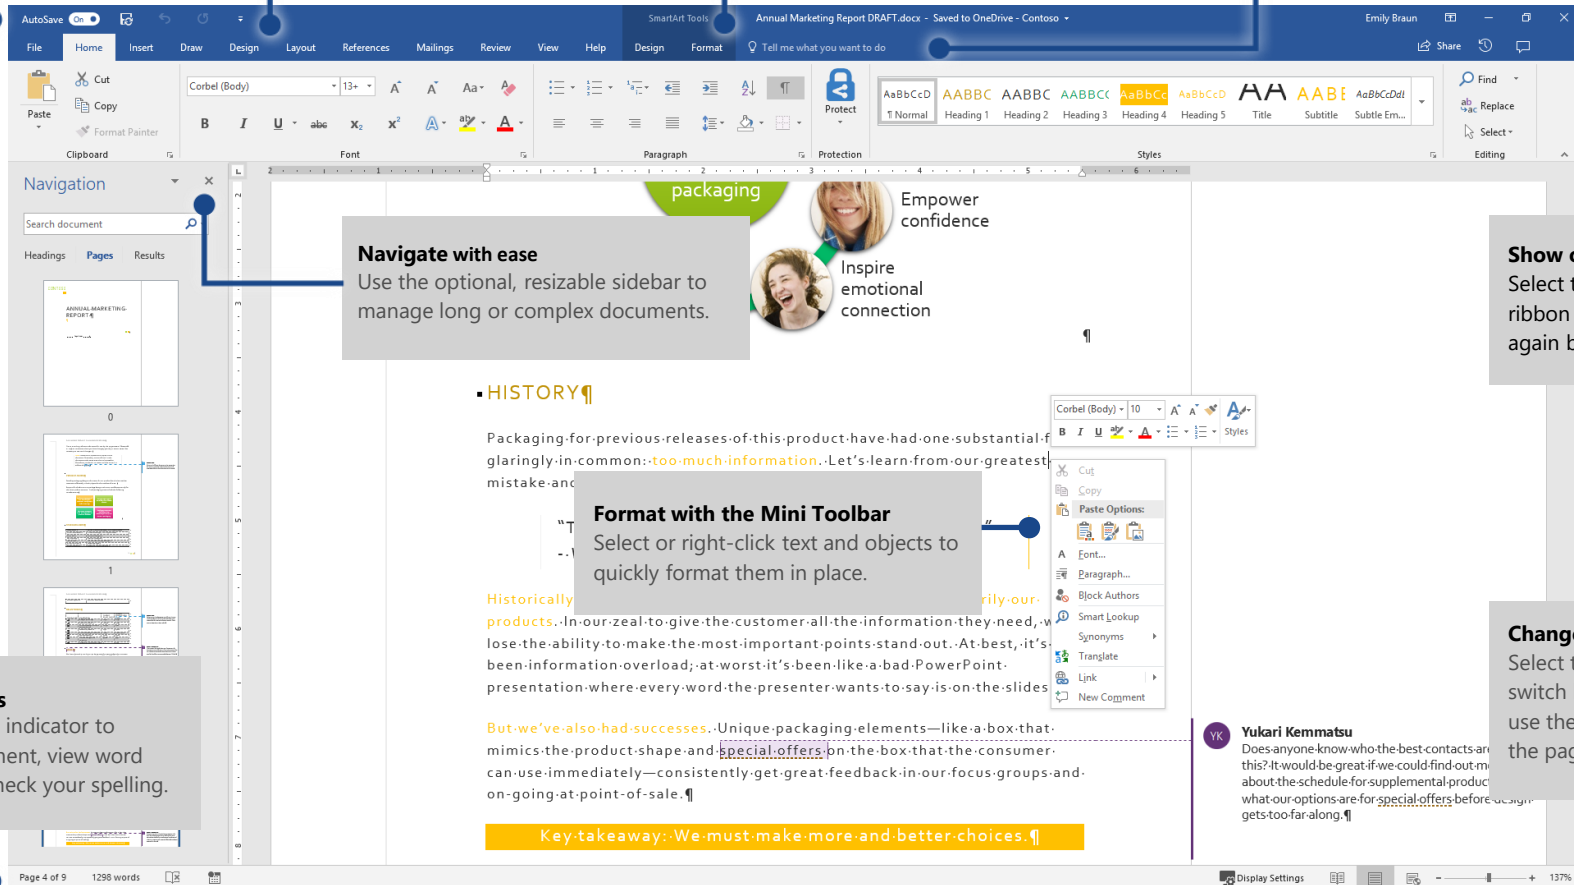 AutoSave On
SmartArt Tools
Annual Marketing Report DRAFT.docx - Saved to OneDrive - Contoso
Emily Braun
File Home Insert Draw Design Layout References Mailings Review View Help Design Format Tell me what you want to do
Share
Paste
Cut
Copy
Format Painter
Clipboard
Corbel (Body) 13+
Font
Paragraph
Protect
Protection
AaBbCcD AABBC AABBC AABBCC AaBbCc AaBbCcD AA AABE AaBbCcDdE
¶ Normal Heading 1 Heading 2 Heading 3 Heading 4 Heading 5 Title Subtitle Subtle Em...
Styles
Find
Replace
Select
Editing
Navigation
Search document
Headings Pages Results
ANNUAL·MARKETING·
REPORT¶
0
1
packaging
Empower
confidence
Inspire
emotional
connection
¶
Navigate with ease
Use the optional, resizable sidebar to
manage long or complex documents.
HISTORY¶
Packaging·for·previous·releases·of·this·product·have·had·one·substantial·f
glaringly·in·common:·too·much·information.·Let's·learn·from·our·greatest
mistake·and
"T
"
Format with the Mini Toolbar
Select or right-click text and objects to
quickly format them in place.
Historically
rily·our·
products.·In·our·zeal·to·give·the·customer·all·the·information·they·need,·w
lose·the·ability·to·make·the·most·important·points·stand·out.·At·best,·it's·
been·information·overload;·at·worst·it's·been·like·a·bad·PowerPoint·
presentation·where·every·word·the·presenter·wants·to·say·is·on·the·slides
But·we've·also·had·successes.·Unique·packaging·elements—like·a·box·that·
mimics·the·product·shape·and·special·offers·on·the·box·that·the·consumer·
can·use·immediately—consistently·get·great·feedback·in·our·focus·groups·and·
on-going·at·point-of-sale.¶
Key·takeaway:·We·must·make·more·and·better·choices.¶
Corbel (Body) 10
B I U
Styles
Cut
Copy
Paste Options:
Font...
Paragraph...
Block Authors
Smart Lookup
Synonyms
Translate
Link
New Comment
YK
Yukari Kemmatsu
Does·anyone·know·who·the·best·contacts·are
this?·It·would·be·great·if·we·could·find·out·m
about·the·schedule·for·supplemental·produc
what·our·options·are·for·special·offers·before·design·
gets·too·far·along.¶
Show
Select t
ribbon
again b
Change
Select t
switch
use the
the pag
s
indicator to
ment, view word
heck your spelling.
Page 4 of 9 1298 words
Display Settings
137%